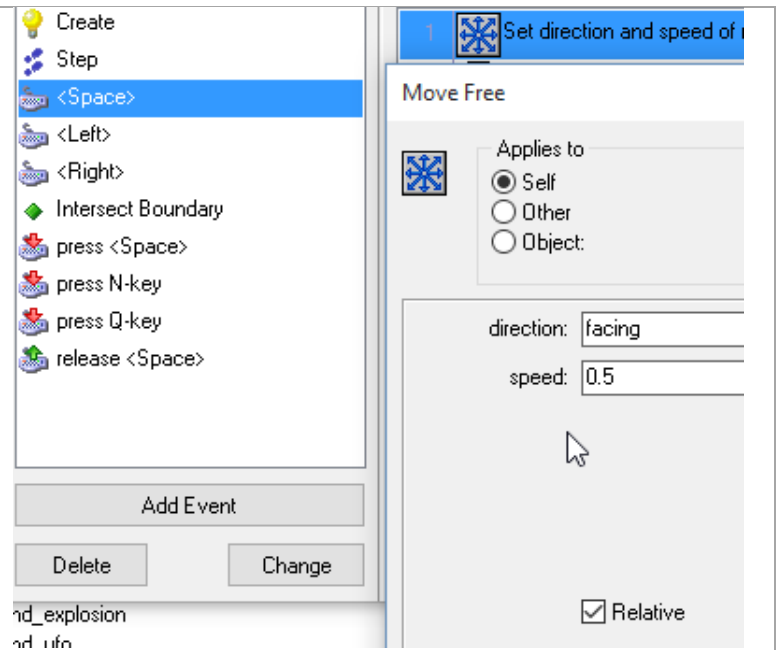 Create
Step
<Space>
<Left>
<Right>
Intersect Boundary
press <Space>
press N-key
press Q-key
release <Space>
Add Event
Delete Change
nd_explosion
nd_ufo
1 Set direction and speed of
Move Free
Applies to
Self
Other
Object:
direction: facing
speed: 0.5
Relative